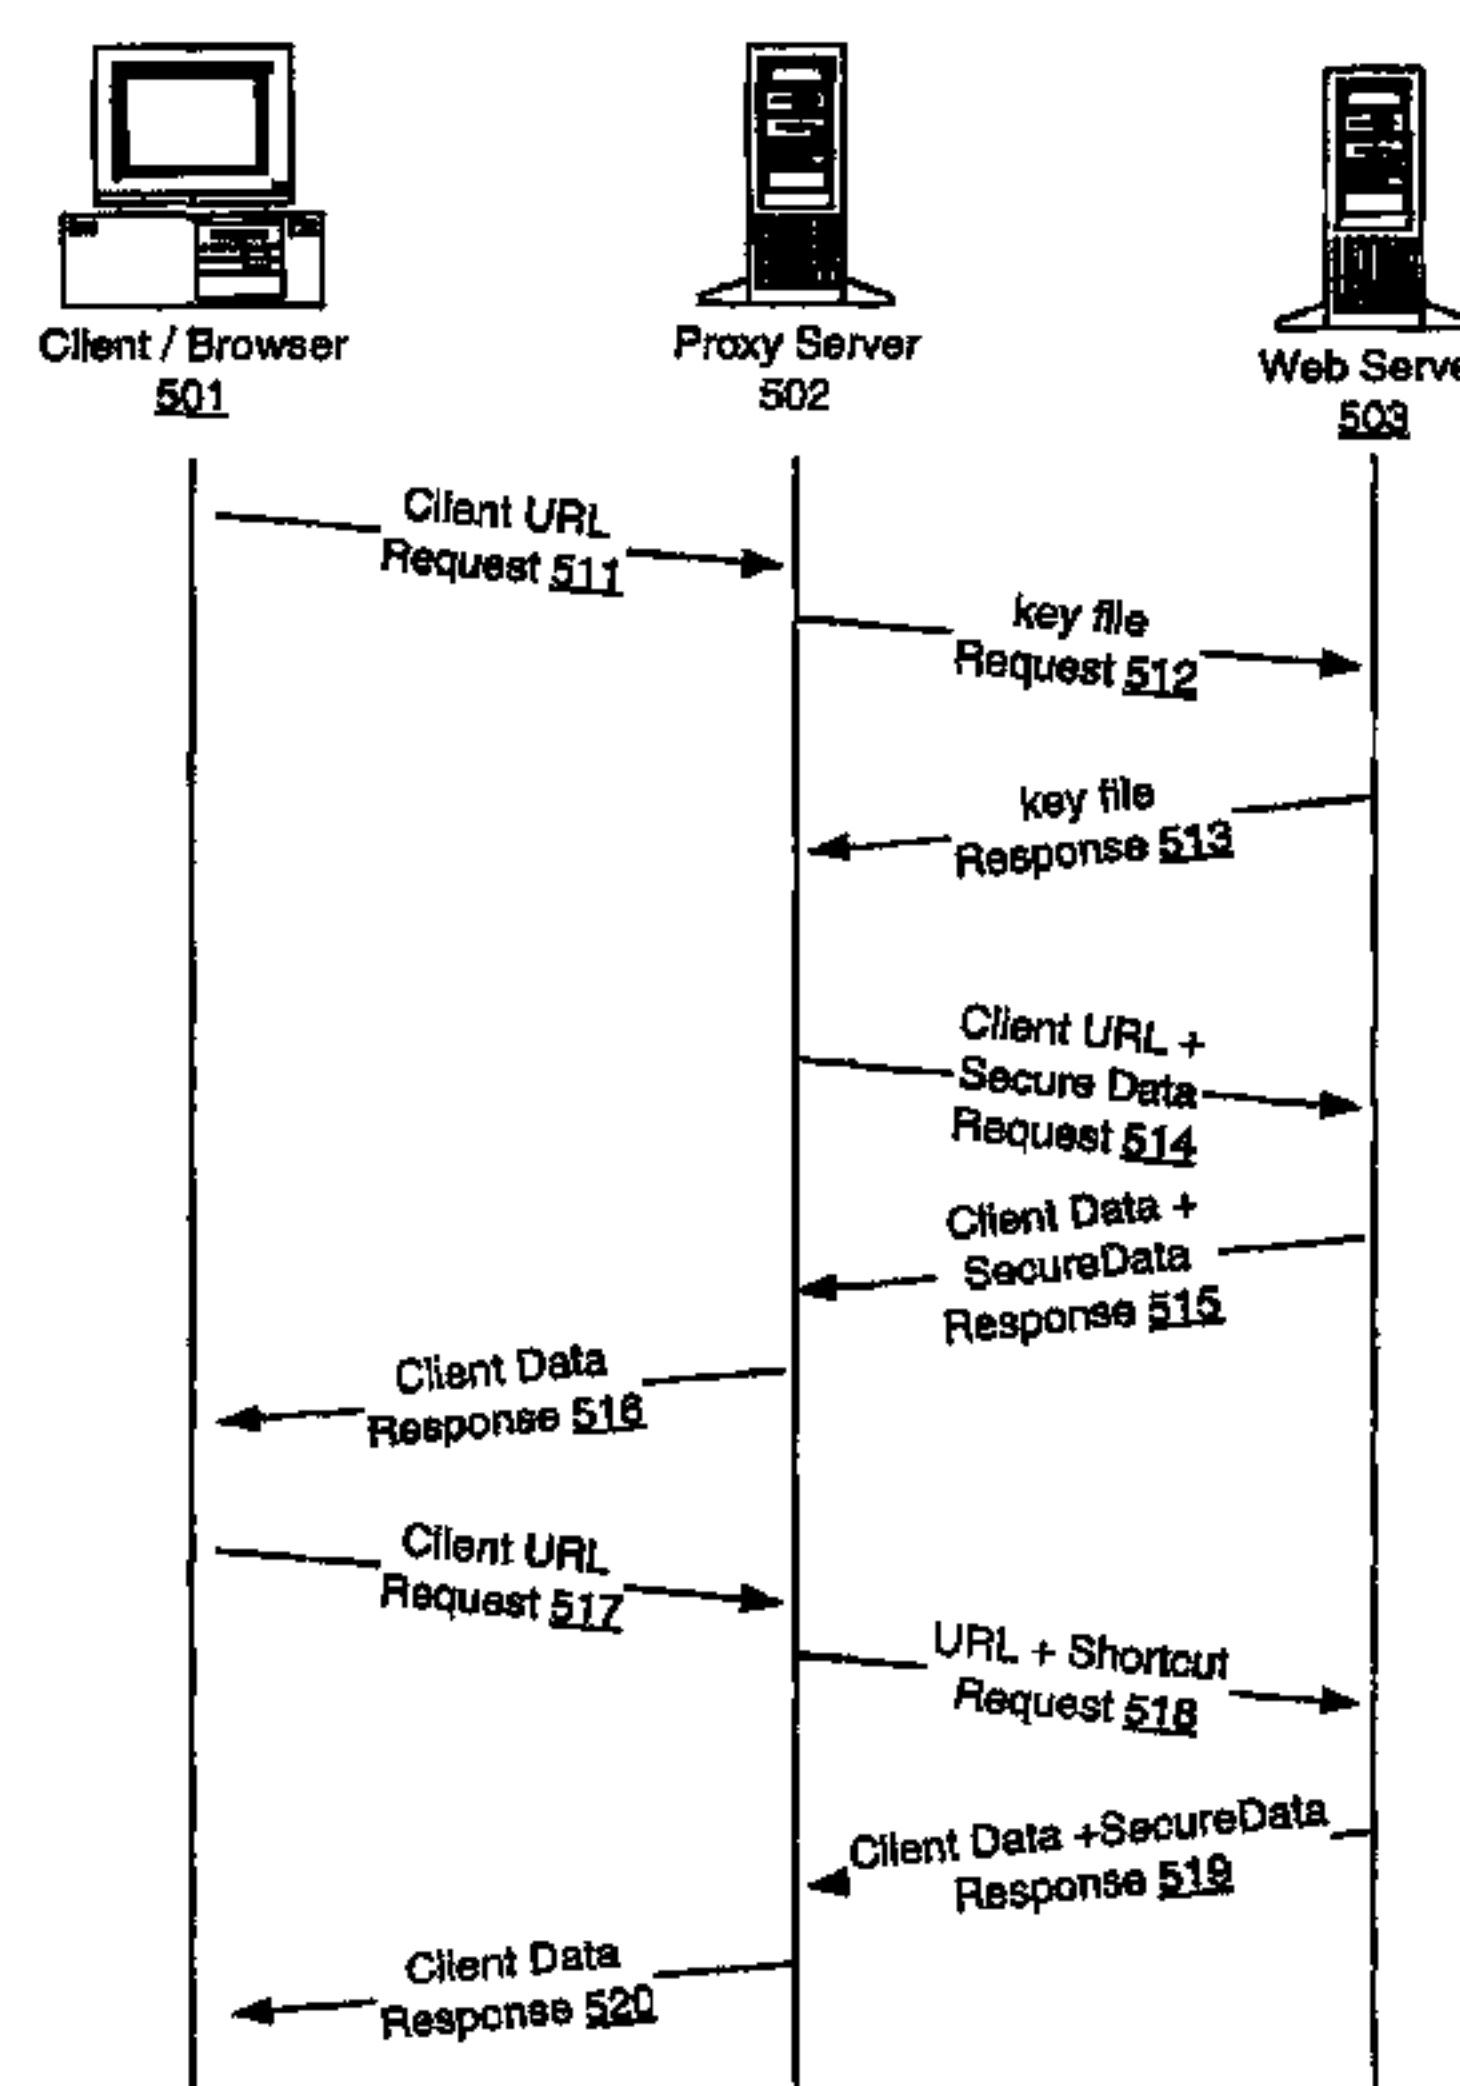 Client / Browser
501
Proxy Server
502
Web Serve
503
Client URL
Request 511
key file
Request 512
key file
Response 513
Client URL +
Secure Data
Request 514
Client Data +
SecureData
Response 515
Client Data
Response 516
Client URL
Request 517
URL + Shortcut
Request 518
Client Data +SecureData
Response 519
Client Data
Response 520